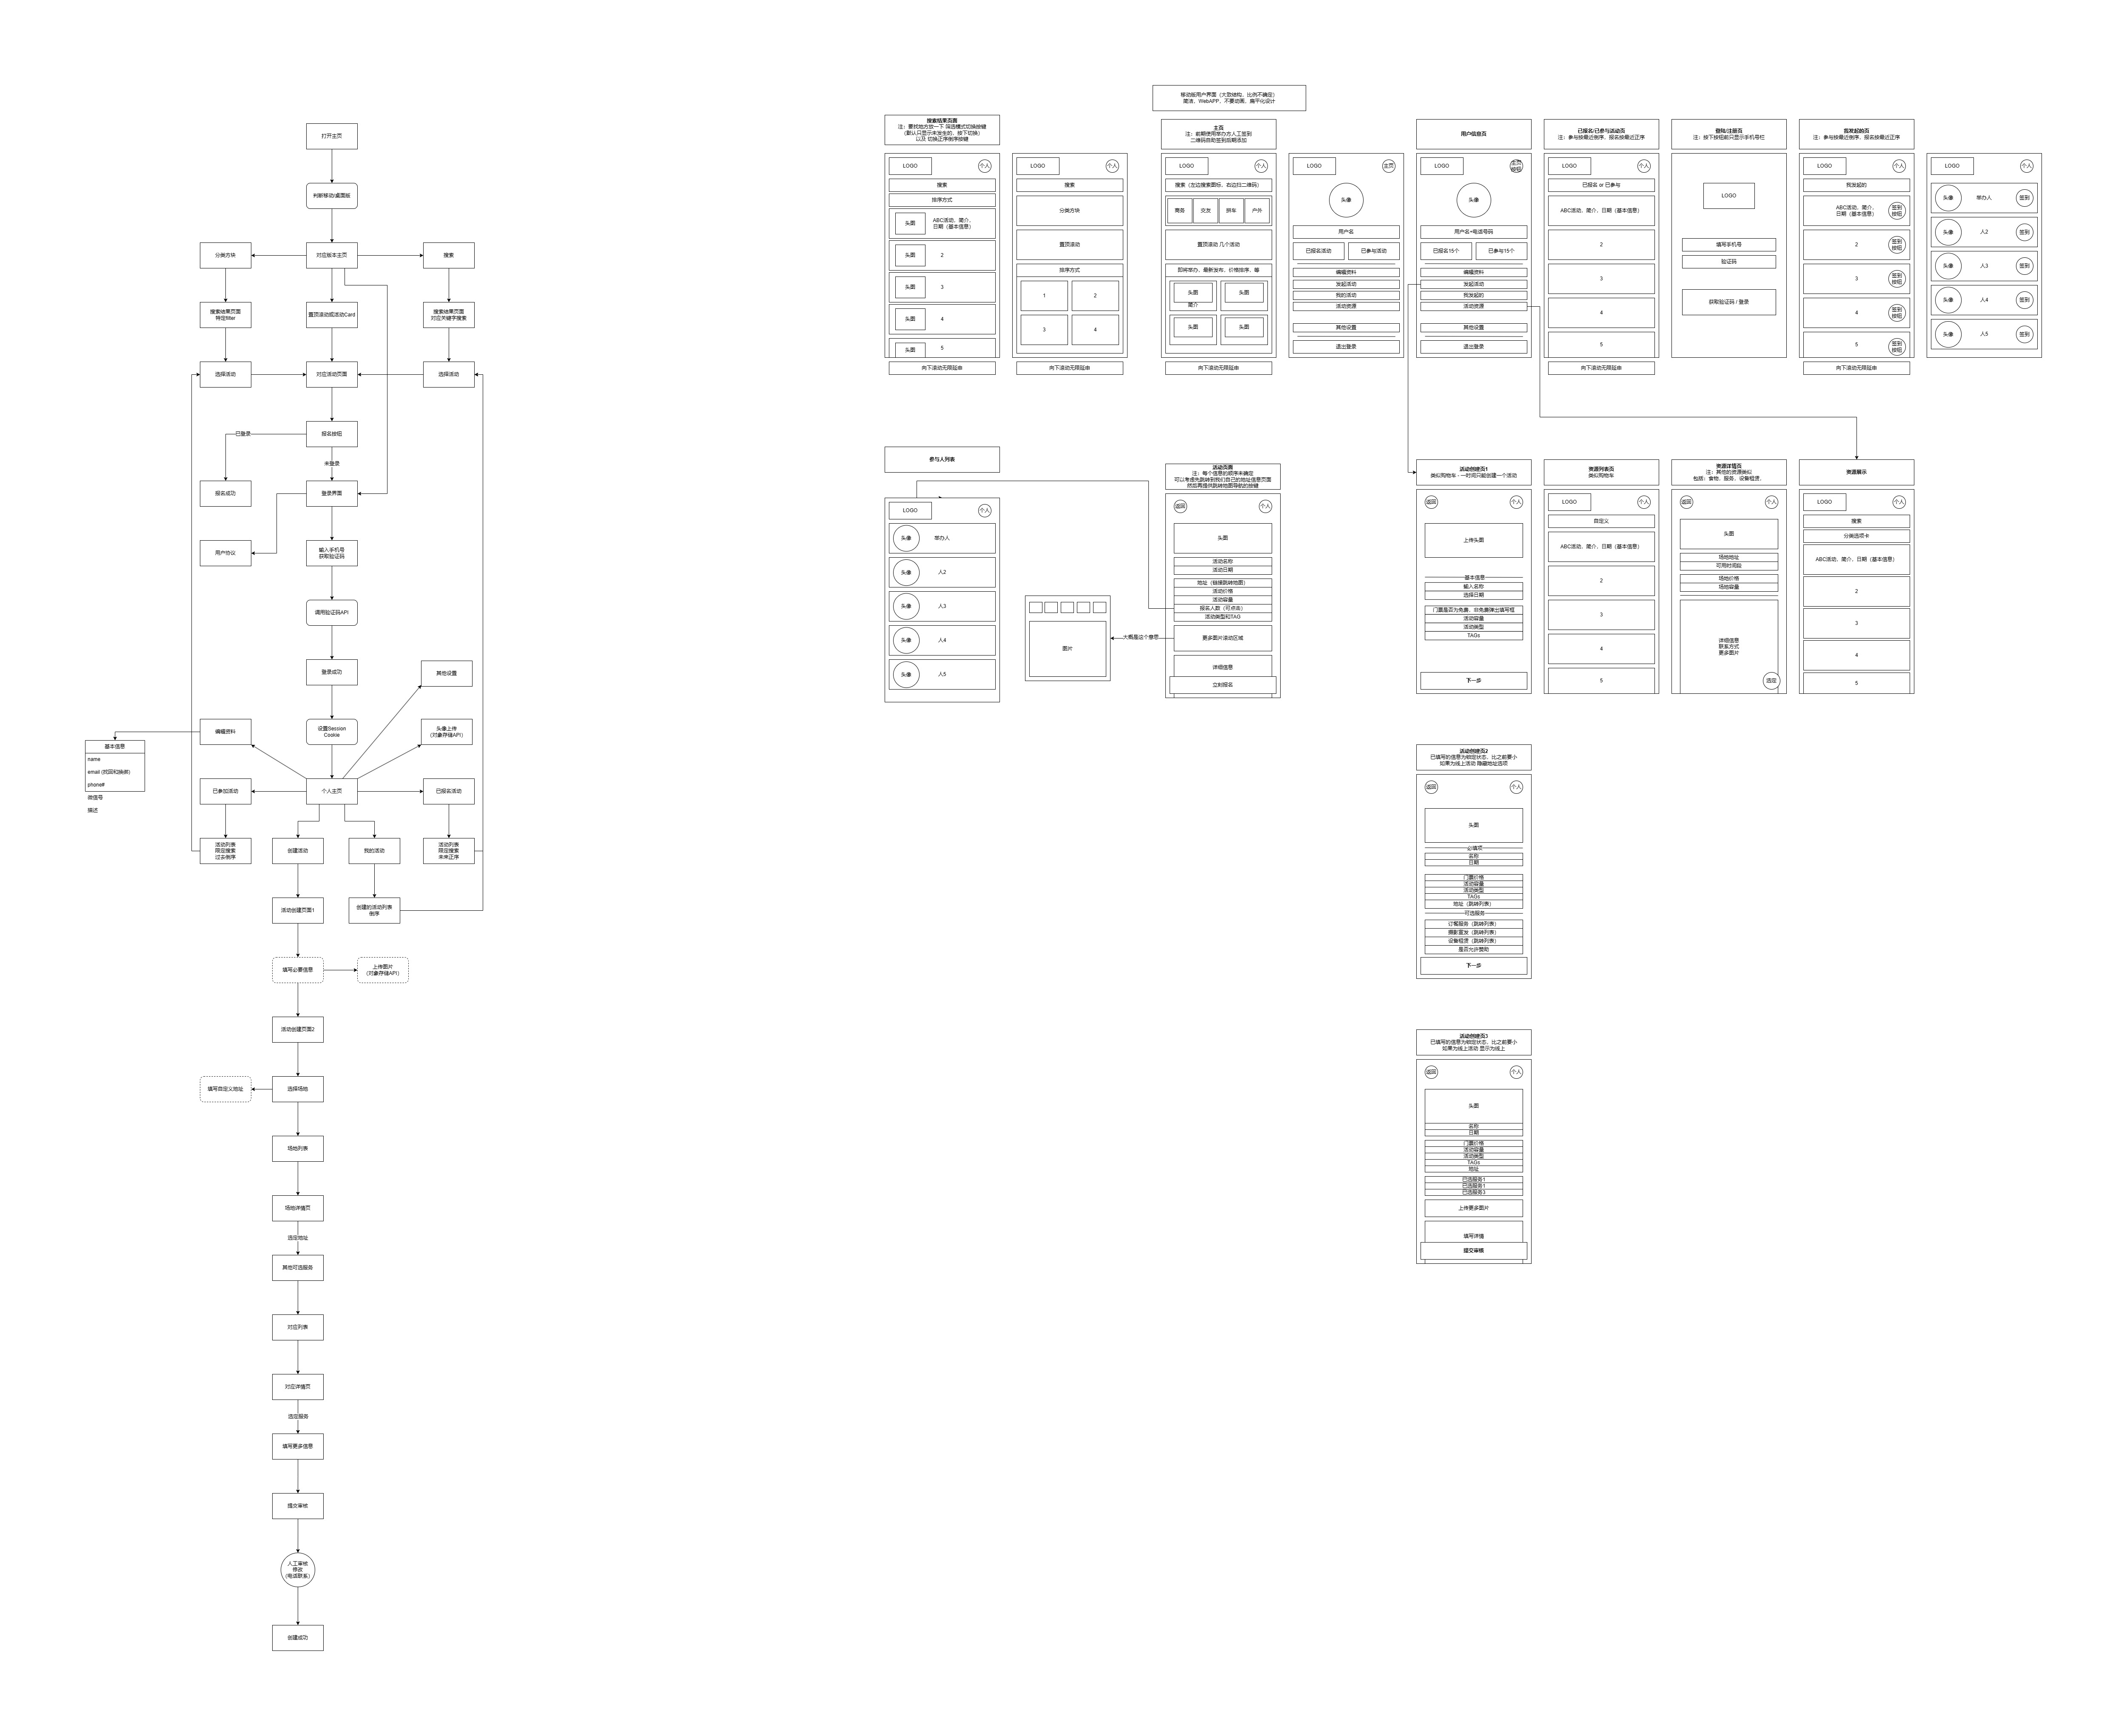 打开主页
判断移动/桌面版
分类方块
对应版本主页
搜索
搜索结果页面
特定filter
置顶滚动或活动Card
搜索结果页面
对应关键字搜索
选择活动
对应活动页面
选择活动
报名按钮
已登录
未登录
报名成功
登录界面
用户协议
输入手机号
获取验证码
调用验证码API
登录成功
其他设置
编辑资料
设置Session
Cookie
头像上传
（对象存储API）
基本信息
name
email (找回和换绑)
phone#
微信号
描述
已参加活动
个人主页
已报名活动
活动列表
限定搜索
过去倒序
创建活动
我的活动
活动列表
限定搜索
未来正序
活动创建页面1
创建的活动列表
倒序
填写必要信息
上传图片
（对象存储API）
活动创建页面2
填写自定义地址
选择场地
场地列表
场地详情页
选定地址
其他可选服务
对应列表
对应详情页
选定服务
填写更多信息
提交审核
人工审核
修改
（电话联系）
创建成功
移动版用户界面（大致结构，比例不确定）
简洁、WebAPP、不要动画、扁平化设计
搜索结果页面
注：要找地方放一下 筛选模式切换按键
（默认只显示未发生的，按下切换）
以及 切换正序倒序按键
LOGO
个人
搜索
排序方式
头图
ABC活动、简介、
日期（基本信息）
头图
2
头图
3
头图
4
头图
5
向下滚动无限延由
LOGO
个人
搜索
分类方块
置顶滚动
排序方式
1
2
3
4
向下滚动无限延由
主页
注：前期使用举办方人工签到
二维码自助签到后期添加
LOGO
个人
搜索（左边搜索图标、右边扫二维码）
商务
交友
拼车
户外
置顶滚动 几个活动
即将举办、最新发布、价格排序、等
头图
头图
简介
头图
头图
向下滚动无限延由
LOGO
主页
头像
用户名
已报名活动
已参与活动
编辑资料
发起活动
我的活动
活动资源
其他设置
退出登录
用户信息页
LOGO
主页
按钮
头像
用户名+电话号码
已报名15个
已参与15个
编辑资料
发起活动
我发起的
活动资源
其他设置
退出登录
已报名/已参与活动页
注：参与按最近倒序、报名按最近正序
LOGO
个人
已报名 or 已参与
ABC活动、简介、日期（基本信息）
2
3
4
5
向下滚动无限延由
登陆/注册页
注：按下按钮前只显示手机号栏
LOGO
填写手机号
验证码
获取验证码 / 登录
我发起的页
注：参与按最近倒序、报名按最近正序
LOGO
个人
我发起的
ABC活动、简介、
日期（基本信息）
签到
按钮
2
签到
按钮
3
签到
按钮
4
签到
按钮
5
签到
按钮
向下滚动无限延由
LOGO
个人
头像
举办人
签到
头像
人2
签到
头像
人3
签到
头像
人4
签到
头像
人5
签到
参与人列表
LOGO
个人
头像
举办人
头像
人2
头像
人3
头像
人4
头像
人5
图片
大概是这个意思
活动页面
注：每个信息的顺序未确定
可以考虑先跳转到我们自己的地址信息页面
然后再提供跳转地图导航的按键
返回
个人
头图
活动名称
活动日期
地址（链接跳转地图）
活动价格
活动容量
报名人数（可点击）
活动类型和TAG
更多图片滚动区域
详细信息
立刻报名
活动创建页1
类似购物车 - 一时间只能创建一个活动
返回
个人
上传头图
基本信息
输入名称
选择日期
门票是否为免费、非免费弹出填写框
活动容量
活动类型
TAGs
下一步
资源列表页
类似购物车
LOGO
个人
自定义
ABC活动、简介、日期（基本信息）
2
3
4
5
资源详情页
注：其他的资源类似
包括：食物、服务、设备租赁、
返回
个人
头图
场地地址
可用时间段
场地价格
场地容量
详细信息
联系方式
更多图片
选定
资源展示
LOGO
个人
搜索
分类选项卡
ABC活动、简介、日期（基本信息）
2
3
4
5
活动创建页2
已填写的信息为锁定状态、比之前要小
如果为线上活动 隐藏地址选项
返回
个人
头图
必填项
名称
日期
门票价格
活动容量
活动类型
TAGs
地址（跳转列表）
可选服务
订餐服务（跳转列表）
摄影宣发（跳转列表）
设备租赁（跳转列表）
是否允许赞助
下一步
活动创建页3
已填写的信息为锁定状态、比之前要小
如果为线上活动 显示为线上
返回
个人
头图
名称
日期
门票价格
活动容量
活动类型
TAGs
地址
已选服务1
已选服务1
已选服务3
上传更多图片
填写详情
提交审核